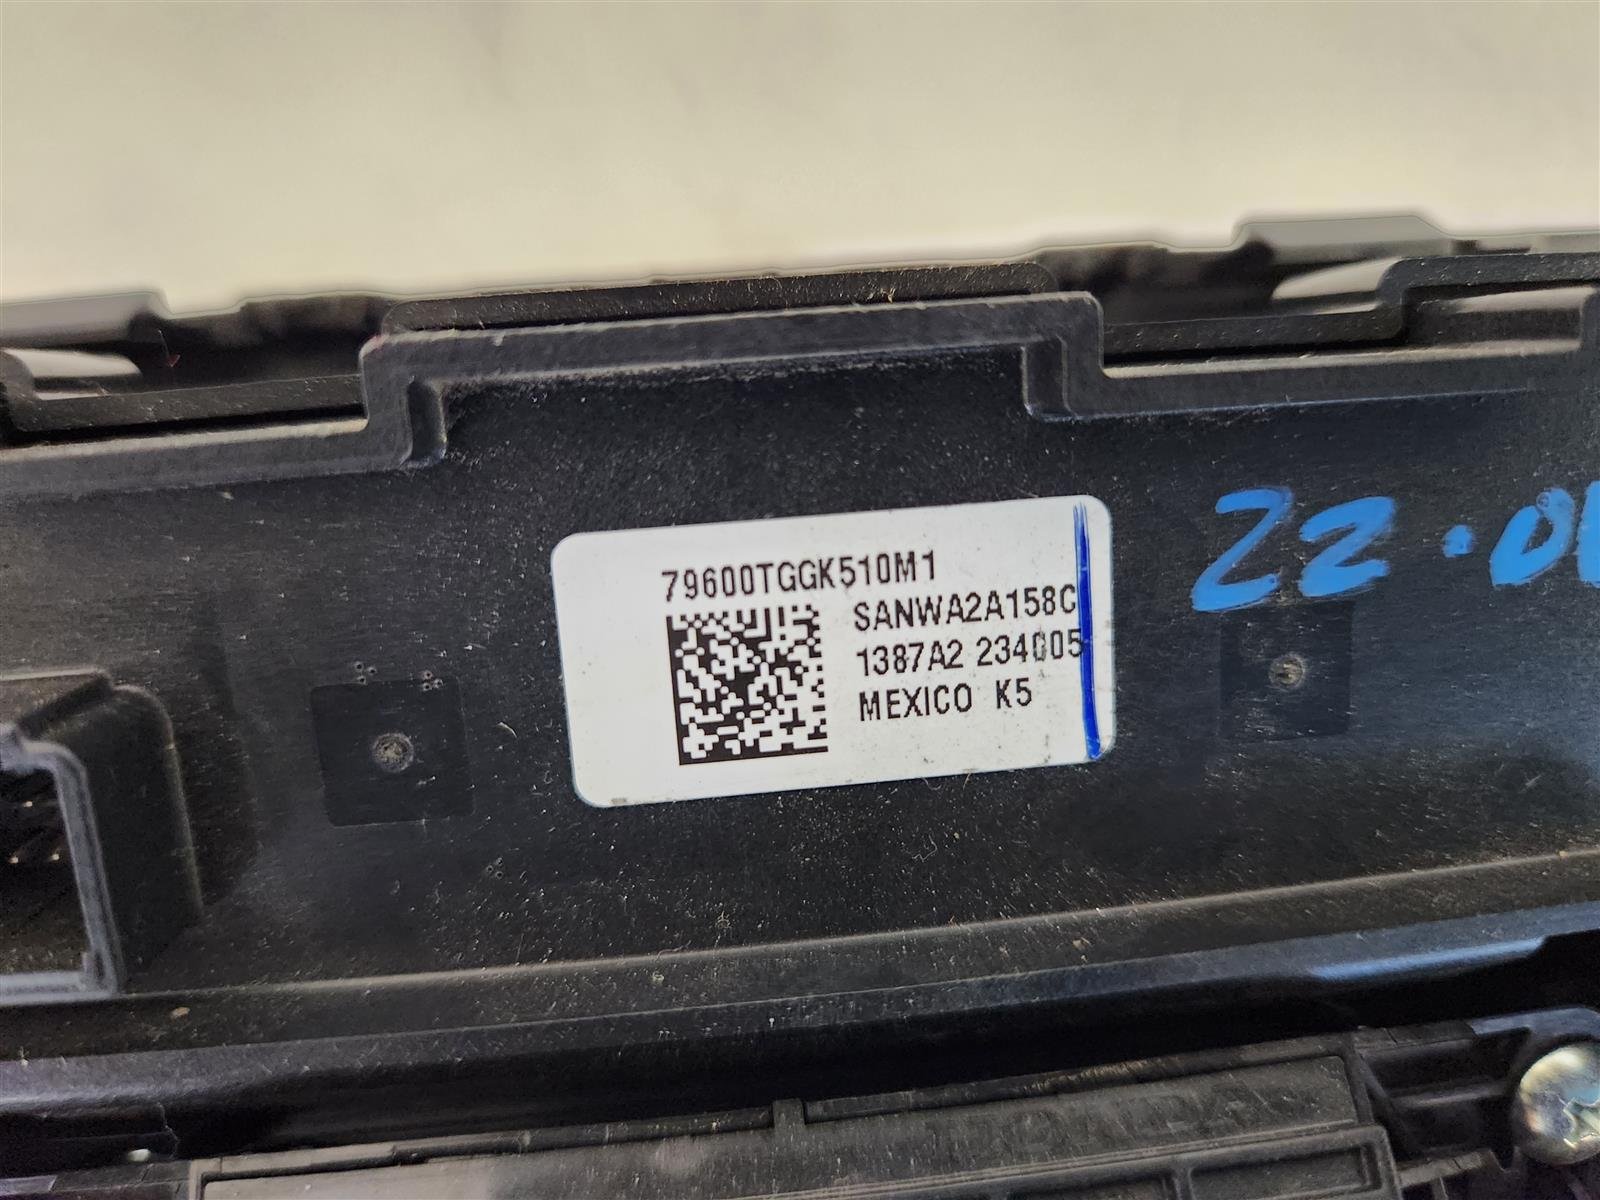 79600TGGK510M1
SANWA2A158C
1387A2 234005
MEXICO K5